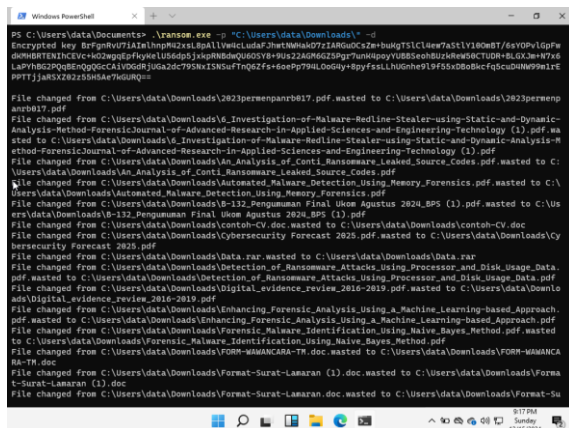 Windows PowerShell
PS C:\Users\data\Documents> .\ransom.exe -p "C:\Users\data\Downloads\" -d
File changed from C:\Users\data\Downloads\2023permenpanrb017.pdf.wasted to C:\Users\data\Downloads\2023permenp
anrb017.pdf
File changed from C:\Users\data\Downloads\6_Investigation-of-Malware-Redline-Stealer-using-Static-and-Dynamic-
Analysis-Method-ForensicJournal-of-Advanced-Research-in-Applied-Sciences-and-Engineering-Technology (1).pdf.wa
sted to C:\Users\data\Downloads\6_Investigation-of-Malware-Redline-Stealer-using-Static-and-Dynamic-Analysis-M
ethod-ForensicJournal-of-Advanced-Research-in-Applied-Sciences-and-Engineering-Technology (1).pdf
File changed from C:\Users\data\Downloads\An_Analysis_of_Conti_Ransomware_Leaked_Source_Codes.pdf.wasted to C:
\Users\data\Downloads\An_Analysis_of_Conti_Ransomware_Leaked_Source_Codes.pdf
File changed from C:\Users\data\Downloads\Automated_Malware_Detection_Using_Memory_Forensics.pdf.wasted to C:\
Users\data\Downloads\Automated_Malware_Detection_Using_Memory_Forensics.pdf
File changed from C:\Users\data\Downloads\B-132_Pengumuman Final Ukom Agustus 2024_BPS (1).pdf.wasted to C:\Us
ers\data\Downloads\B-132_Pengumuman Final Ukom Agustus 2024_BPS (1).pdf
File changed from C:\Users\data\Downloads\contoh-CV.doc.wasted to C:\Users\data\Downloads\contoh-CV.doc
File changed from C:\Users\data\Downloads\Cybersecurity Forecast 2025.pdf.wasted to C:\Users\data\Downloads\Cy
bersecurity Forecast 2025.pdf
File changed from C:\Users\data\Downloads\Data.rar.wasted to C:\Users\data\Downloads\Data.rar
File changed from C:\Users\data\Downloads\Detection_of_Ransomware_Attacks_Using_Processor_and_Disk_Usage_Data.
pdf.wasted to C:\Users\data\Downloads\Detection_of_Ransomware_Attacks_Using_Processor_and_Disk_Usage_Data.pdf
File changed from C:\Users\data\Downloads\Digital_evidence_review_2016-2019.pdf.wasted to C:\Users\data\Downlo
ads\Digital_evidence_review_2016-2019.pdf
File changed from C:\Users\data\Downloads\Enhancing_Forensic_Analysis_Using_a_Machine_Learning-based_Approach.
pdf.wasted to C:\Users\data\Downloads\Enhancing_Forensic_Analysis_Using_a_Machine_Learning-based_Approach.pdf
File changed from C:\Users\data\Downloads\Forensic_Malware_Identification_Using_Naive_Bayes_Method.pdf.wasted
to C:\Users\data\Downloads\Forensic_Malware_Identification_Using_Naive_Bayes_Method.pdf
File changed from C:\Users\data\Downloads\FORM-WAWANCARA-TM.doc.wasted to C:\Users\data\Downloads\FORM-WAWANCA
RA-TM.doc
File changed from C:\Users\data\Downloads\Format-Surat-Lamaran (1).doc.wasted to C:\Users\data\Downloads\Forma
t-Surat-Lamaran (1).doc
File changed from C:\Users\data\Downloads\Format-Surat-Lamaran.doc.wasted to C:\Users\data\Downloads\Format-Su
9:17 PM
Sunday